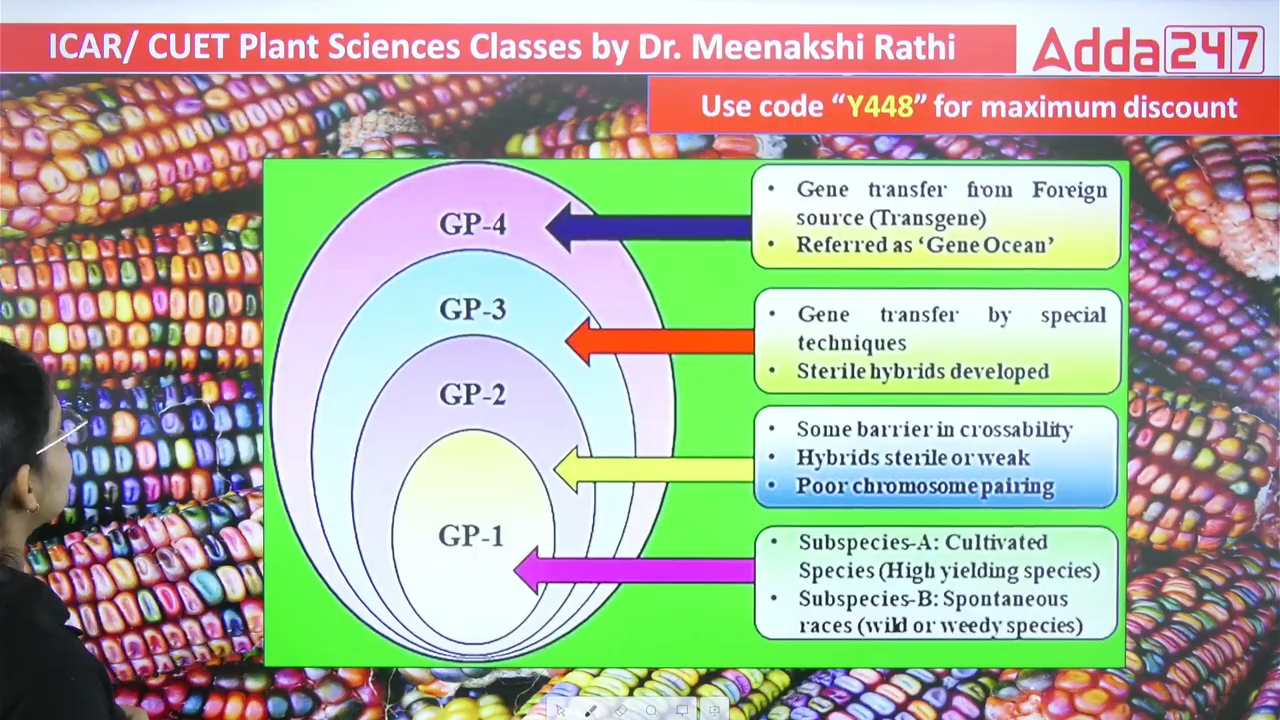 ICAR/ CUET Plant Sciences Classes by Dr. Meenakshi Rathi
Adda247
Use code “Y448” for maximum discount
GP-4
• Gene transfer from Foreign
source (Transgene)
• Referred as ‘Gene Ocean’
GP-3
• Gene transfer by special
techniques
• Sterile hybrids developed
GP-2
• Some barrier in crossability
• Hybrids sterile or weak
• Poor chromosome pairing
GP-1
• Subspecies-A: Cultivated
Species (High yielding species)
• Subspecies-B: Spontaneous
races (wild or weedy species)